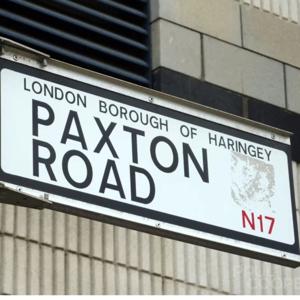 LONDON BOROUGH OF HARINGEY
PAXTON
ROAD
N17